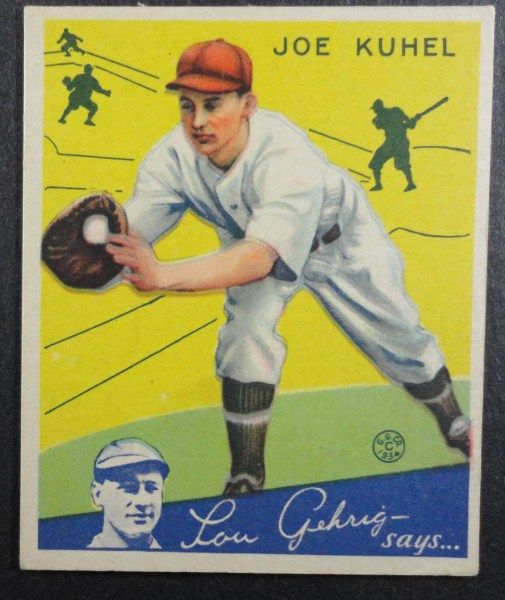 JOE KUHEL
G.G.CO.
C
1934
Lou Gehrig-
says...